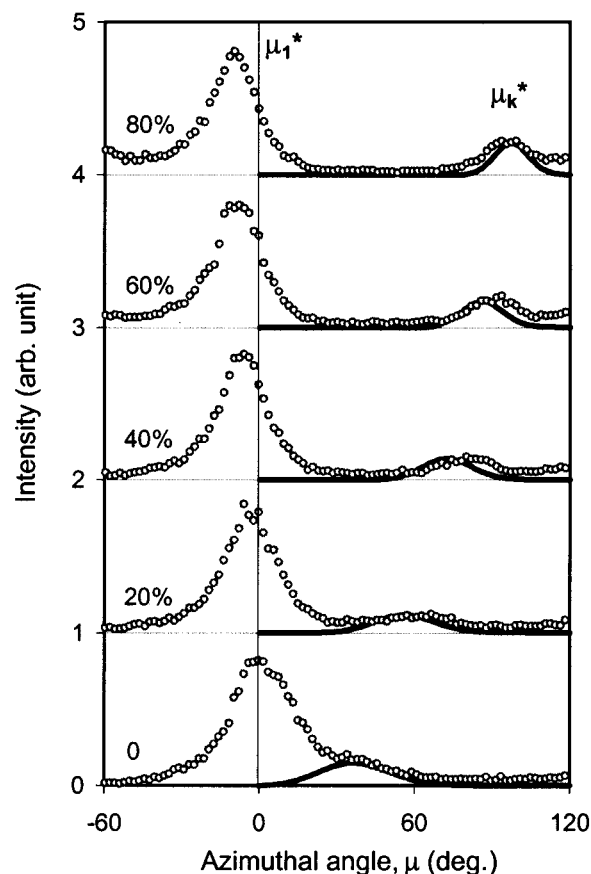 5
μ₁*
μₖ*
80%
4
60%
3
Intensity (arb. unit)
40%
2
20%
1
0
0
-60 0 60 120
Azimuthal angle, μ (deg.)